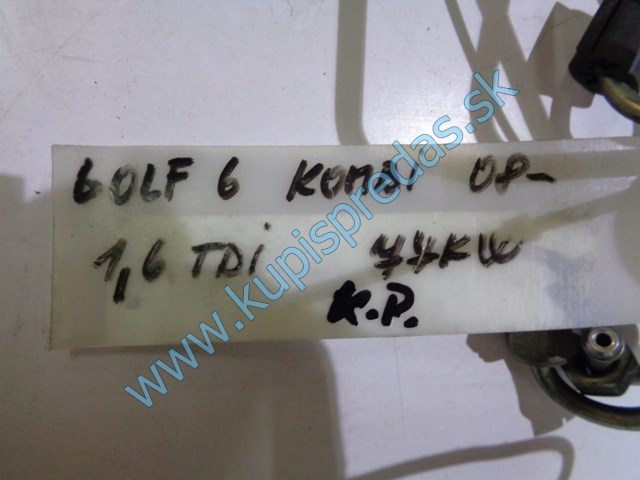 GOLF 6 KOMBI 08-
1,6 TDi 77KW
K.P.
www.kupispredas.sk